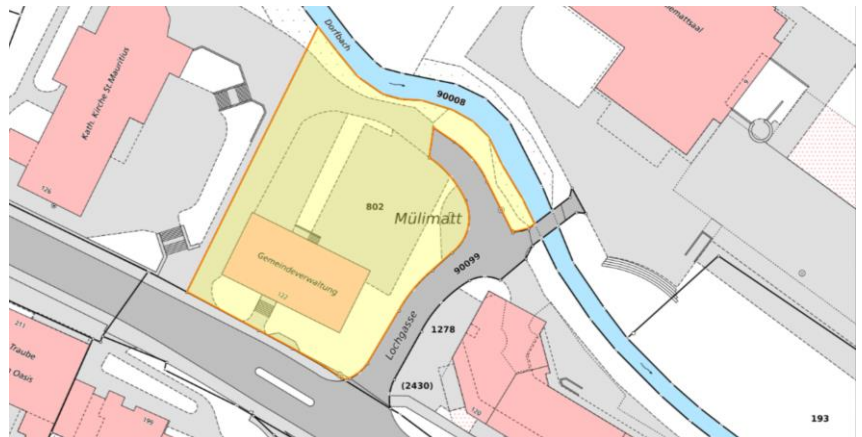 Dorfbach
emattsaal
Kath. Kirche St.Mauritius
90008
126
802
Mülimatt
Gemeindeverwaltung
122
90099
Lochgasse
1278
(2430)
211
Traube
Oasis
195
120
193